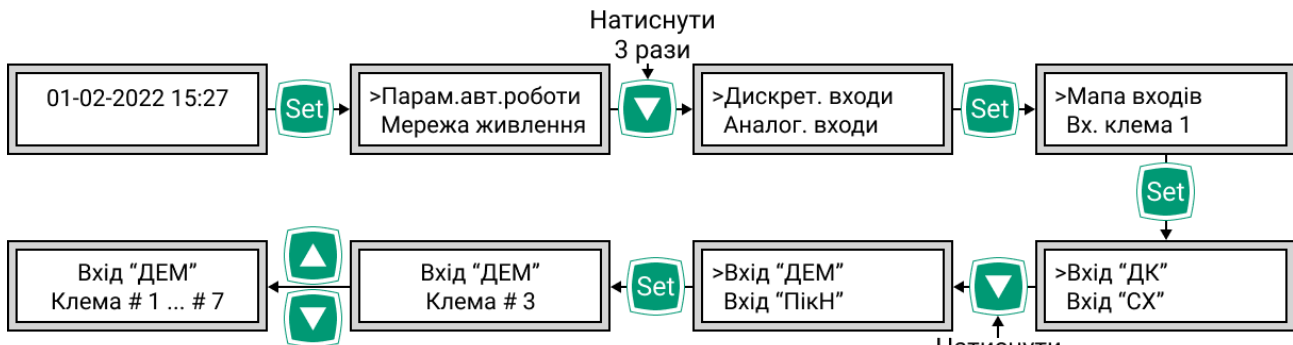 Натиснути
3 рази
01-02-2022 15:27
Set
>Парам.авт.роботи
Мережа живлення
>Дискрет. входи
Аналог. входи
Set
>Мапа входів
Вх. клема 1
Set
>Вхід “ДК”
Вхід “СХ”
>Вхід “ДЕМ”
Вхід “ПікН”
Set
Вхід “ДЕМ”
Клема # 3
Вхід “ДЕМ”
Клема # 1 ... # 7